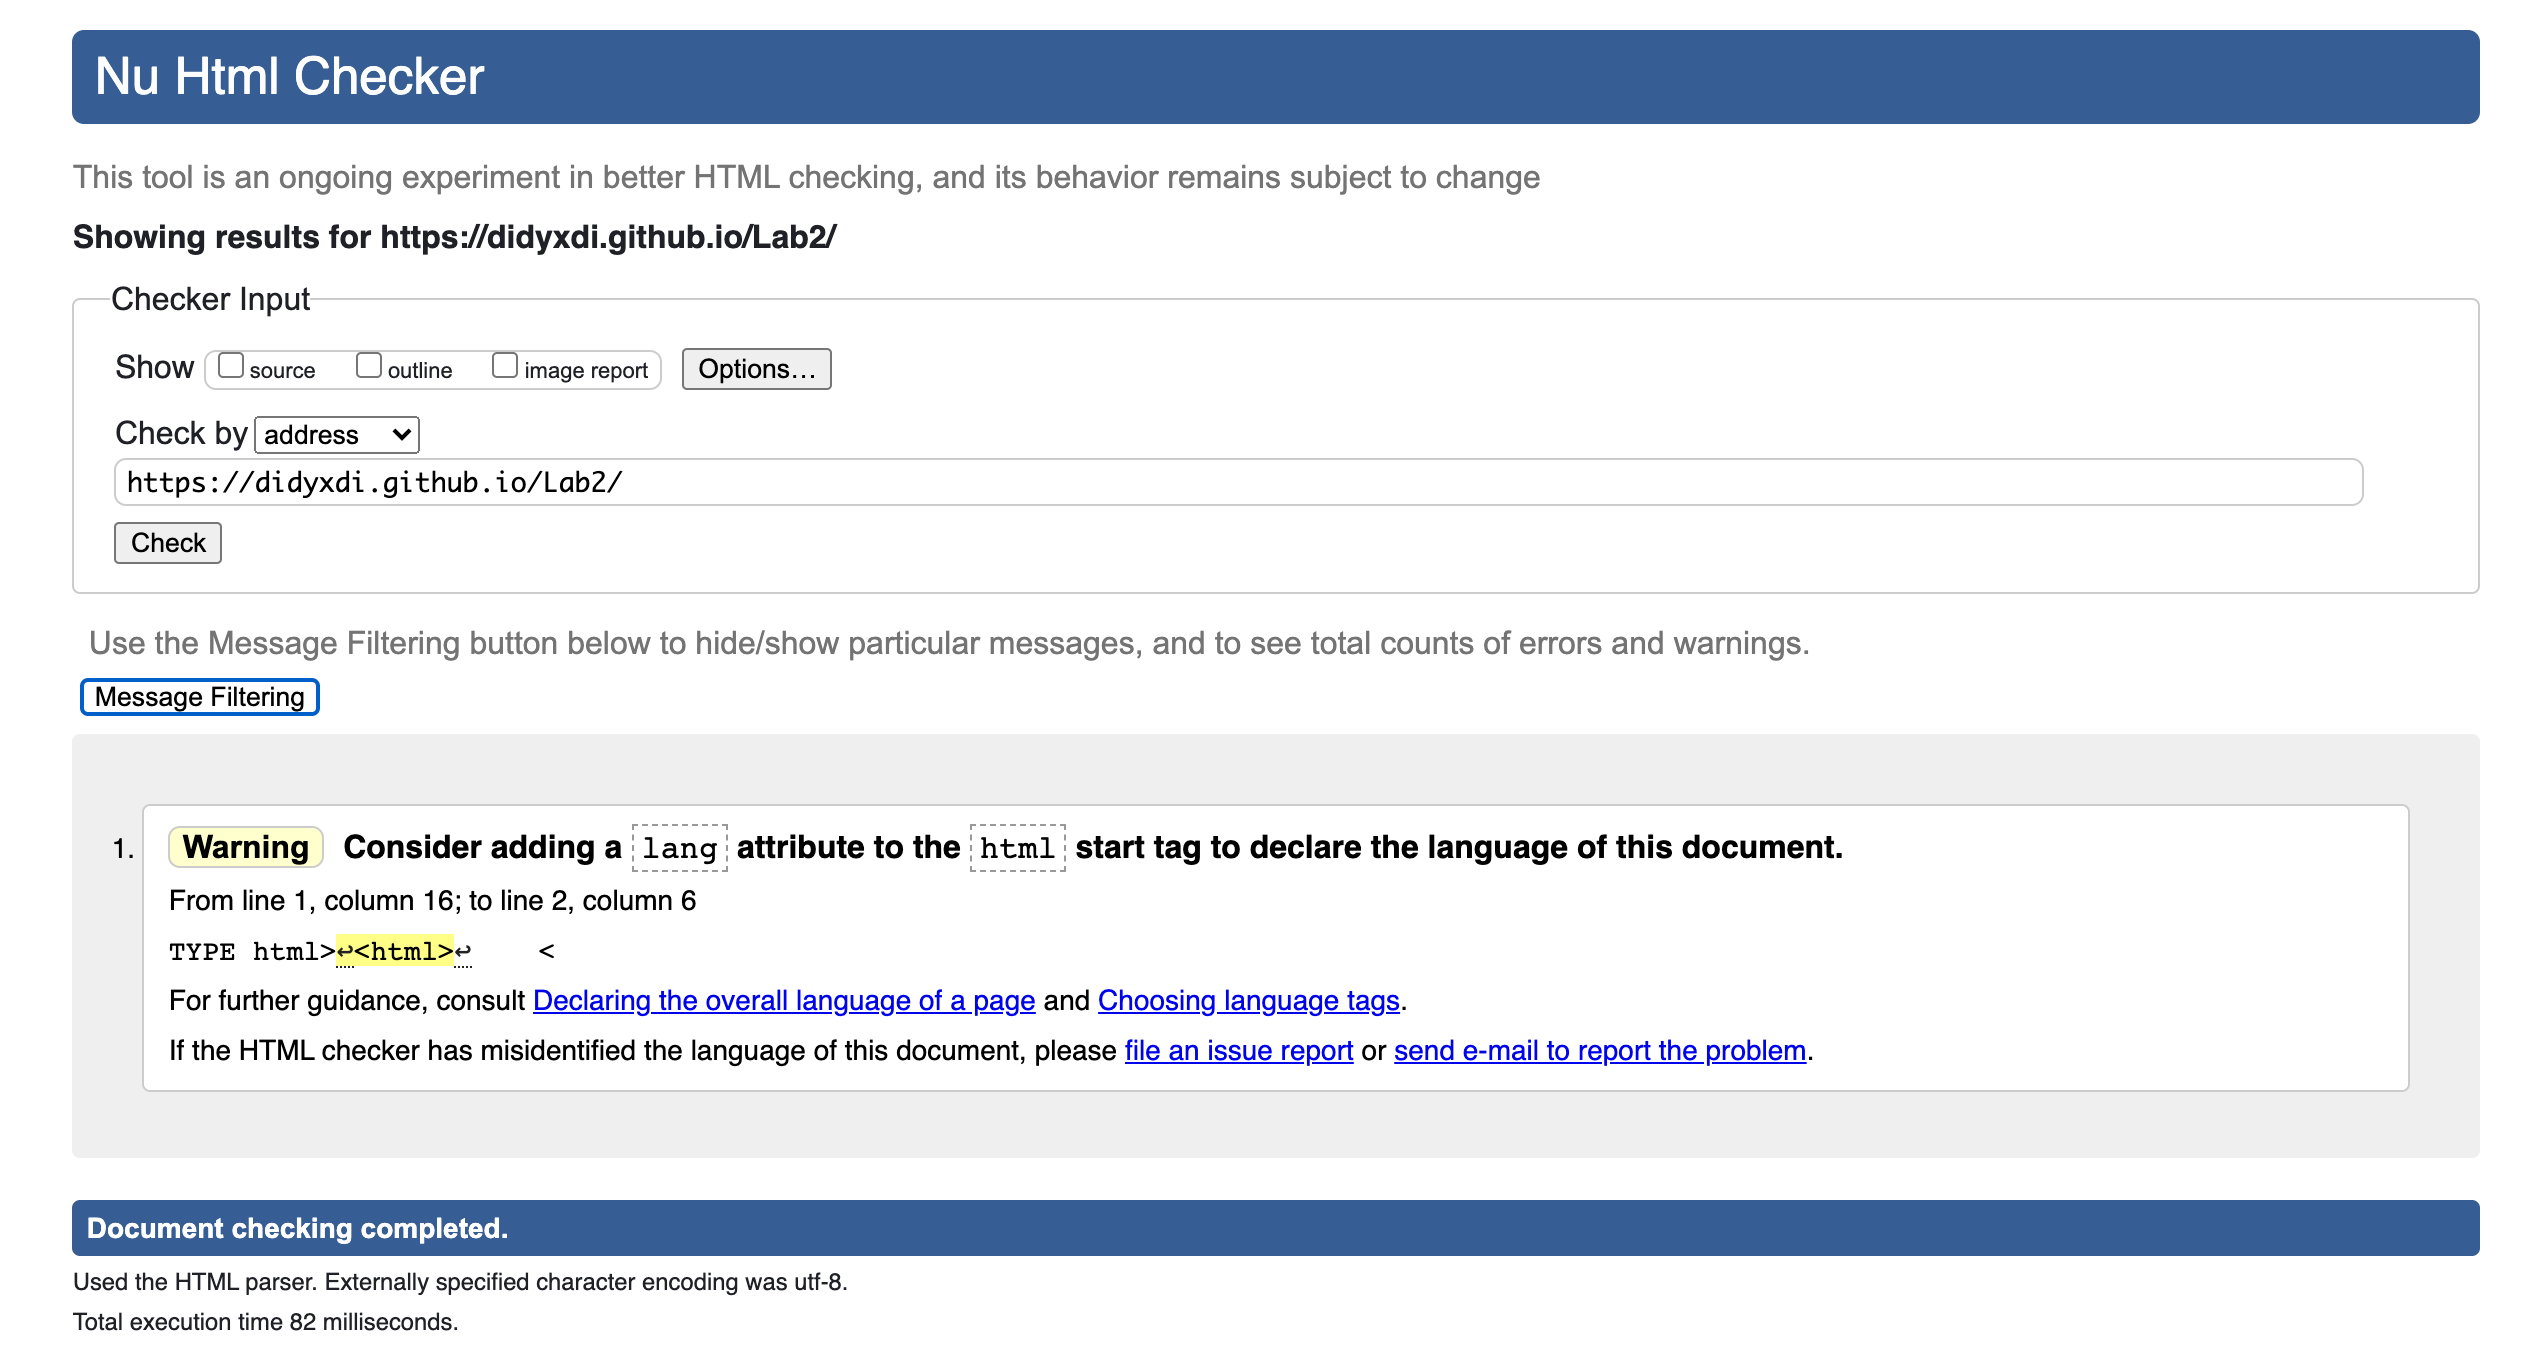 Nu Html Checker
This tool is an ongoing experiment in better HTML checking, and its behavior remains subject to change
Showing results for https://didyxdi.github.io/Lab2/
Checker Input
Show source outline image report Options…
Check by address
https://didyxdi.github.io/Lab2/
Check
Use the Message Filtering button below to hide/show particular messages, and to see total counts of errors and warnings.
Message Filtering
1. Warning Consider adding a lang attribute to the html start tag to declare the language of this document.
From line 1, column 16; to line 2, column 6
TYPE html>↩<html>↩    <
For further guidance, consult Declaring the overall language of a page and Choosing language tags.
If the HTML checker has misidentified the language of this document, please file an issue report or send e-mail to report the problem.
Document checking completed.
Used the HTML parser. Externally specified character encoding was utf-8.
Total execution time 82 milliseconds.